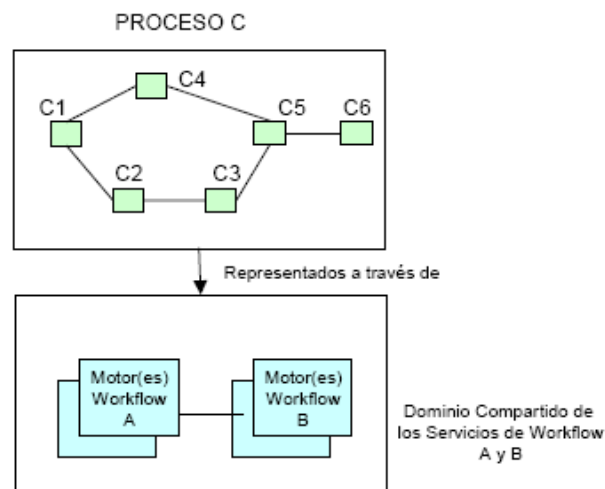 PROCESO C
C4
C1
C5
C6
C2
C3
Representados a través de
Motor(es)
Workflow
A
Motor(es)
Workflow
B
Dominio Compartido de
los Servicios de Workflow
A y B